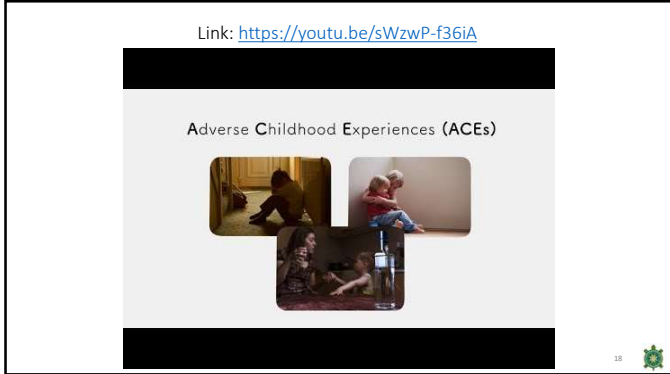 Link: https://youtu.be/sWzwP-f36iA
Adverse Childhood Experiences (ACEs)
18